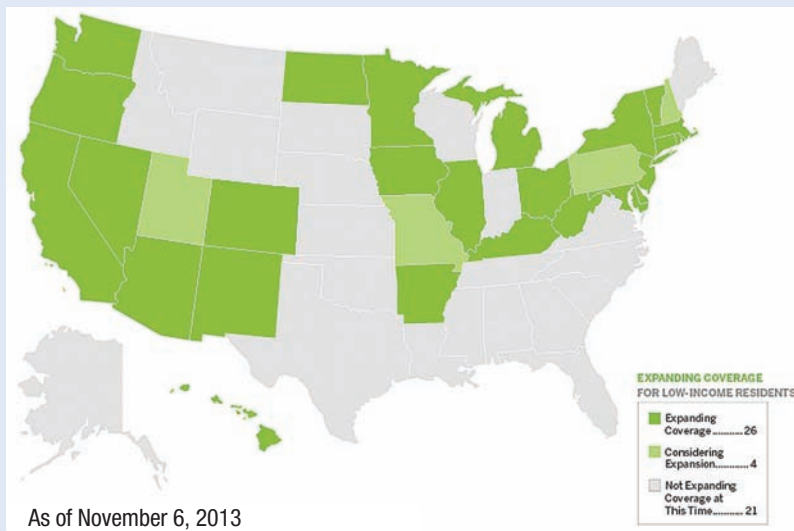 EXPANDING COVERAGE
FOR LOW-INCOME RESIDENTS
Expanding
Coverage...........26
Considering
Expansion............4
Not Expanding
Coverage at
This Time...........21
As of November 6, 2013